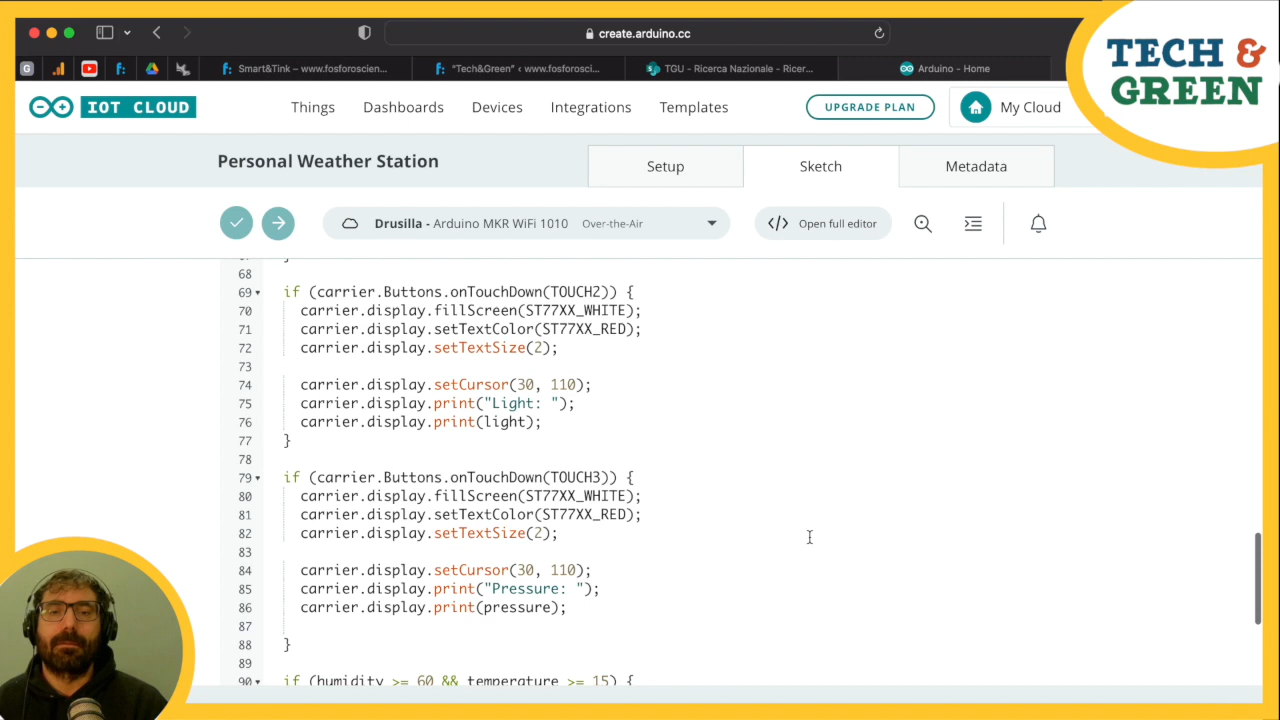 create.arduino.cc
G
f:
Smart&Tink – www.fosforoscien...
f: "Tech&Green" ‹ www.fosforosci...
TGU - Ricerca Nazionale - Ricer...
Arduino - Home
TECH &
GREEN
IOT CLOUD
Things
Dashboards
Devices
Integrations
Templates
UPGRADE PLAN
My Cloud
Personal Weather Station
Setup
Sketch
Metadata
Drusilla - Arduino MKR WiFi 1010 Over-the-Air
</> Open full editor
68
69 if (carrier.Buttons.onTouchDown(TOUCH2)) {
70 carrier.display.fillScreen(ST77XX_WHITE);
71 carrier.display.setTextColor(ST77XX_RED);
72 carrier.display.setTextSize(2);
73
74 carrier.display.setCursor(30, 110);
75 carrier.display.print("Light: ");
76 carrier.display.print(light);
77 }
78
79 if (carrier.Buttons.onTouchDown(TOUCH3)) {
80 carrier.display.fillScreen(ST77XX_WHITE);
81 carrier.display.setTextColor(ST77XX_RED);
82 carrier.display.setTextSize(2);
83
84 carrier.display.setCursor(30, 110);
85 carrier.display.print("Pressure: ");
86 carrier.display.print(pressure);
87
88 }
89
90 if (humidity >= 60 && temperature >= 15) {